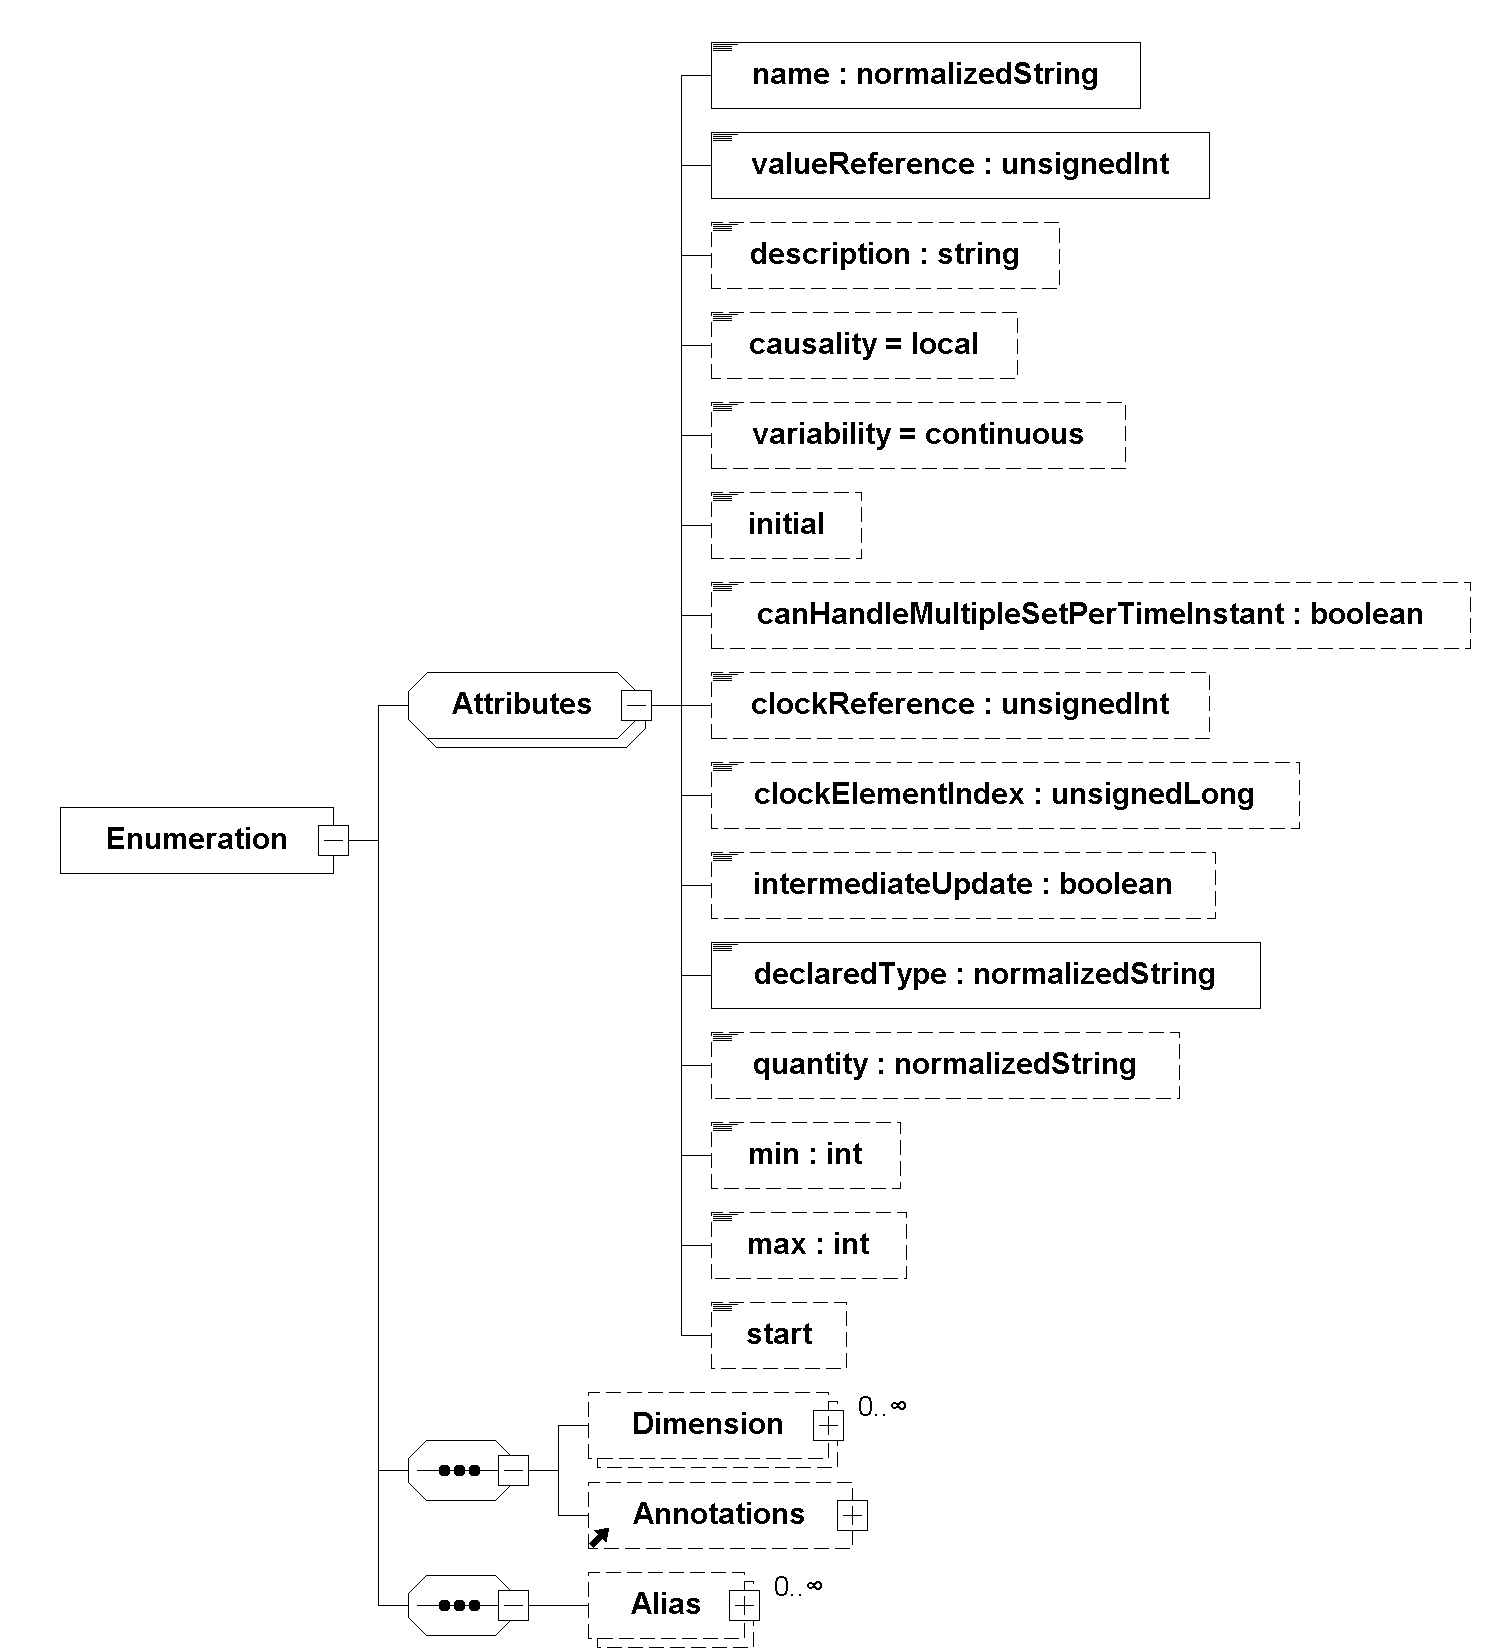 name : normalizedString
valueReference : unsignedInt
description : string
causality = local
variability = continuous
initial
canHandleMultipleSetPerTimeInstant : boolean
Attributes
clockReference : unsignedInt
clockElementIndex : unsignedLong
Enumeration
intermediateUpdate : boolean
declaredType : normalizedString
quantity : normalizedString
min : int
max : int
start
Dimension
0..∞
Annotations
Alias
0..∞